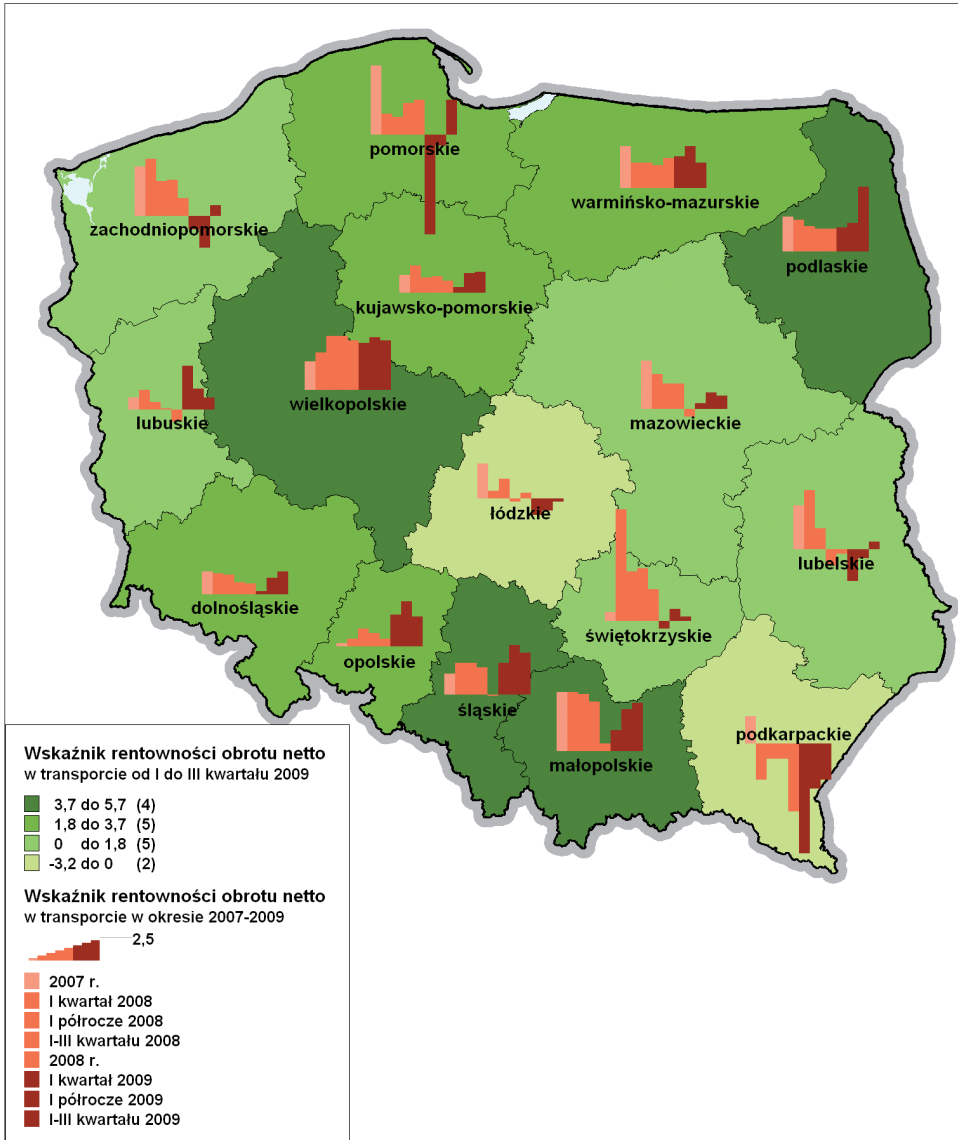 pomorskie
warmińsko-mazurskie
zachodniopomorskie
podlaskie
kujawsko-pomorskie
wielkopolskie
lubuskie
mazowieckie
łódzkie
lubelskie
dolnośląskie
świętokrzyskie
opolskie
śląskie
podkarpackie
małopolskie
Wskaźnik rentowności obrotu netto
w transporcie od I do III kwartału 2009
3,7 do 5,7 (4)
1,8 do 3,7 (5)
0 do 1,8 (5)
-3,2 do 0 (2)
Wskaźnik rentowności obrotu netto
w transporcie w okresie 2007-2009
2,5
2007 r.
I kwartał 2008
I półrocze 2008
I-III kwartału 2008
2008 r.
I kwartał 2009
I półrocze 2009
I-III kwartału 2009